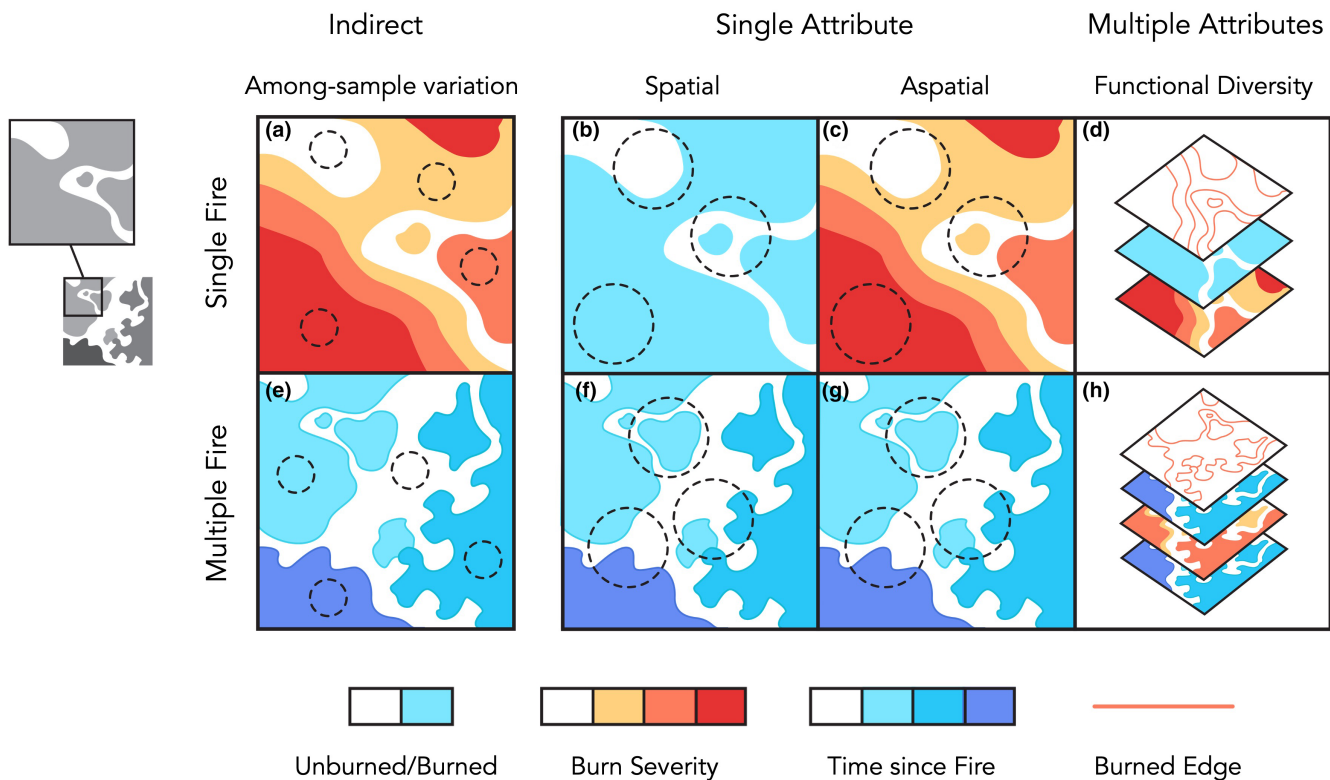 Indirect
Single Attribute
Multiple Attributes
Among-sample variation
Spatial
Aspatial
Functional Diversity
Single Fire
(a)
(b)
(c)
(d)
Multiple Fire
(e)
(f)
(g)
(h)
Unburned/Burned
Burn Severity
Time since Fire
Burned Edge